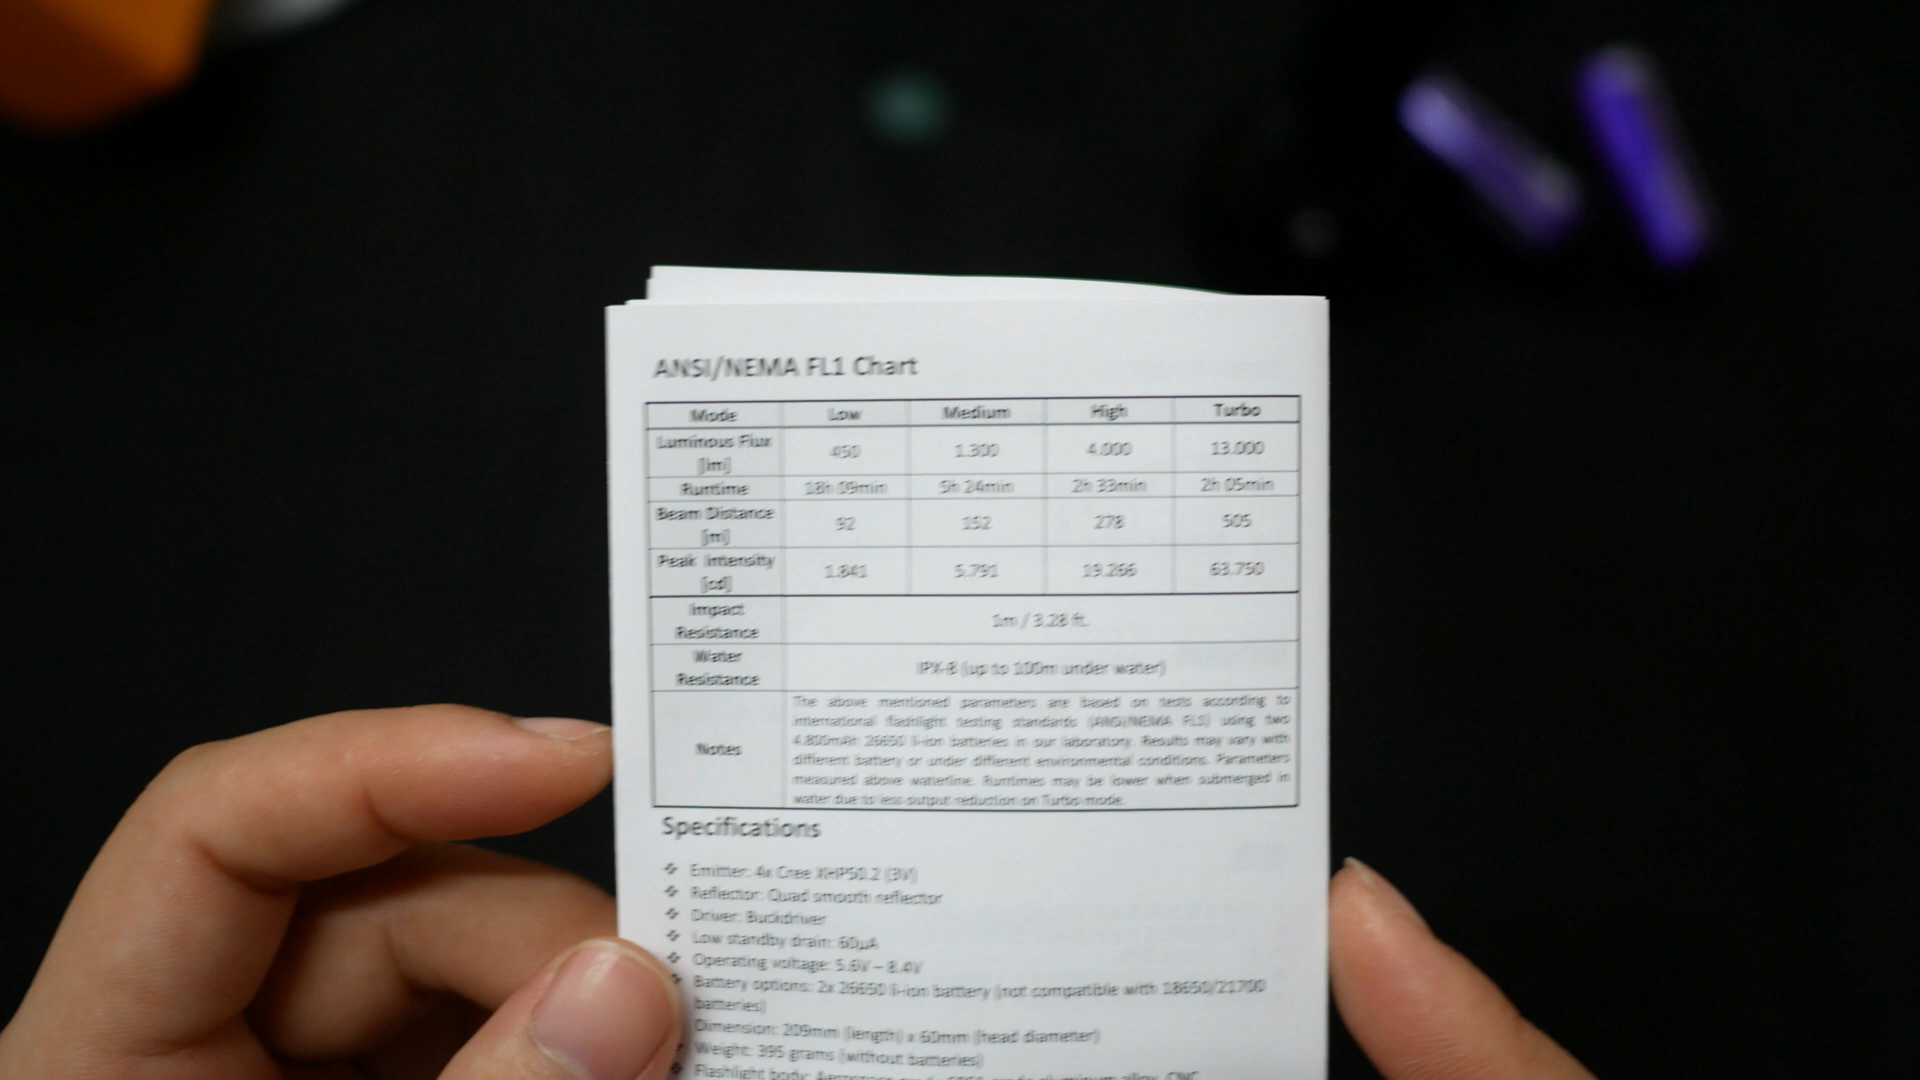 ANSI/NEMA FL1 Chart
Mode Low Medium High Turbo
Luminous Flux [lm] 450 1.300 4.000 13.000
Runtime 18h 09min 5h 24min 2h 33min 2h 05min
Beam Distance [m] 92 152 278 505
Peak Intensity [cd] 1.841 5.791 19.266 63.750
Impact Resistance 1m / 3.28 ft.
Water Resistance IPX-8 (up to 100m under water)
Notes
The above mentioned parameters are based on tests according to
international flashlight testing standards (ANSI/NEMA FL1) using two
4.800mAh 26650 li-ion batteries in our laboratory. Results may vary with
different battery or under different environmental conditions. Parameters
measured above waterline. Runtimes may be lower when submerged in
water due to less output reduction on Turbo mode.
Specifications
❖ Emitter: 4x Cree XHP50.2 (3V)
❖ Reflector: Quad smooth reflector
❖ Driver: Buckdriver
❖ Low standby drain: 60µA
❖ Operating voltage: 5.6V – 8.4V
❖ Battery options: 2x 26650 li-ion battery (not compatible with 18650/21700
batteries)
Dimension: 209mm (length) x 60mm (head diameter)
Weight: 395 grams (without batteries)
Flashlight body: aluminum alloy, CNC